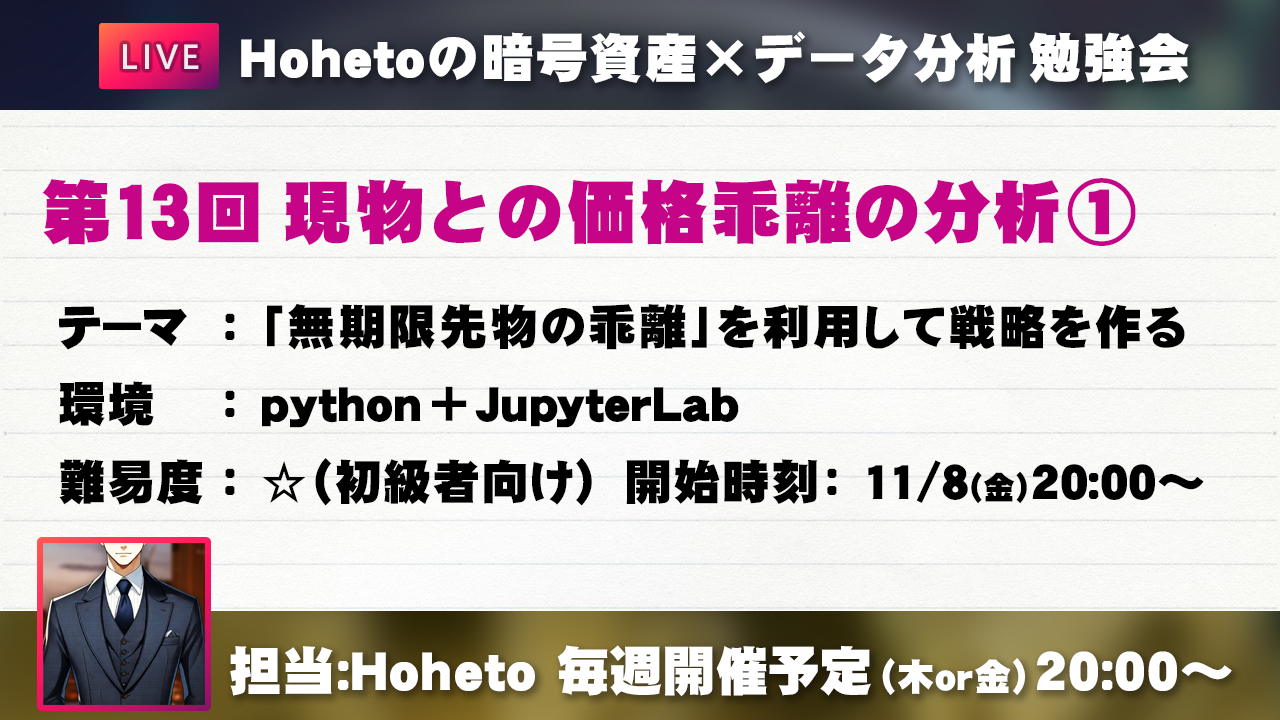 LIVE Hohetoの暗号資産×データ分析 勉強会
第13回 現物との価格乖離の分析①
テーマ ：「無期限先物の乖離」を利用して戦略を作る
環境 ： python＋JupyterLab
難易度 ： ☆(初級者向け) 開始時刻： 11/8(金)20:00～
担当:Hoheto 毎週開催予定(木or金)20:00～